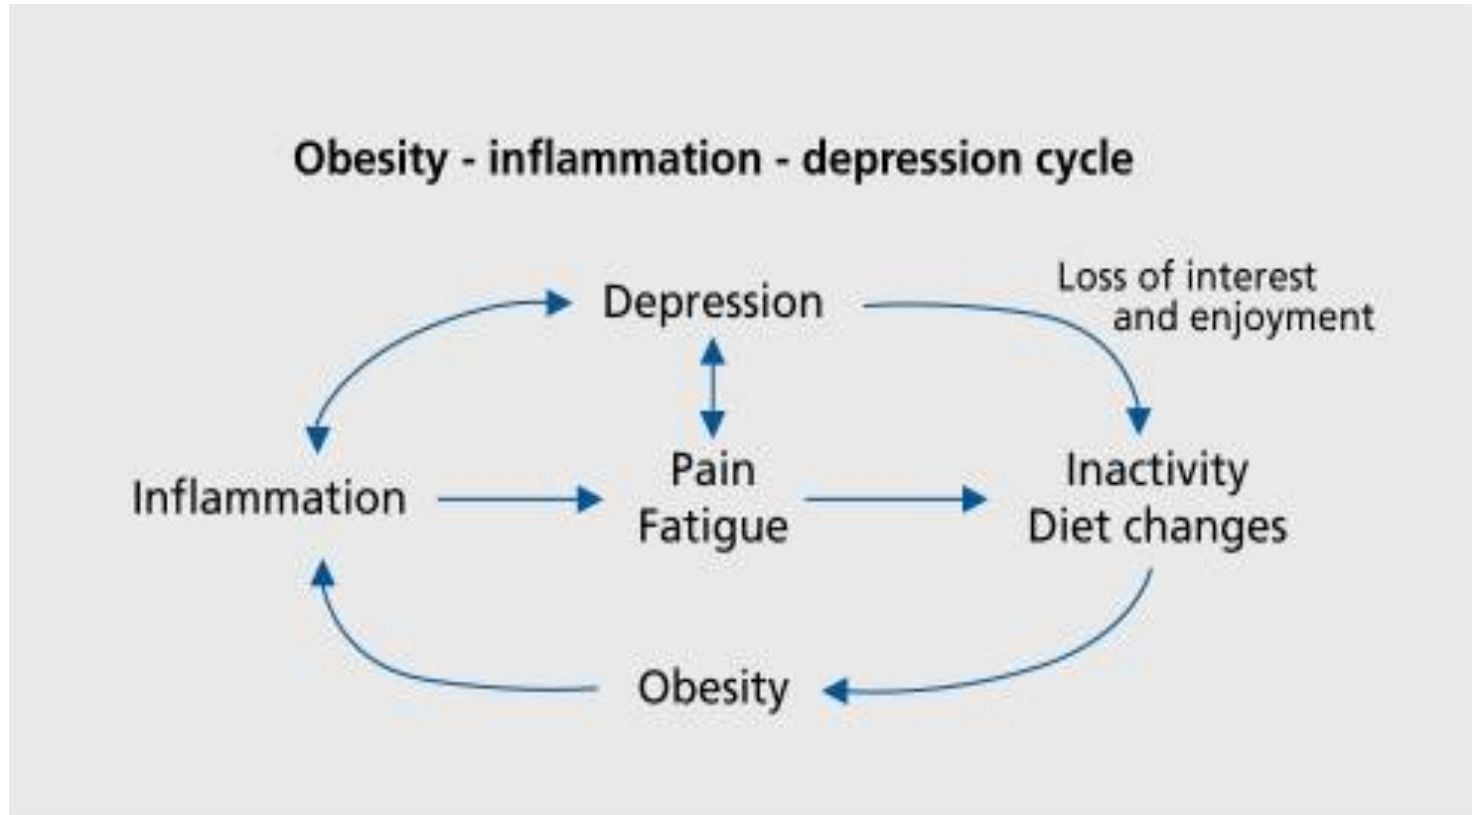 Obesity - inflammation - depression cycle
Depression
Loss of interest
and enjoyment
Inflammation
Pain
Fatigue
Inactivity
Diet changes
Obesity